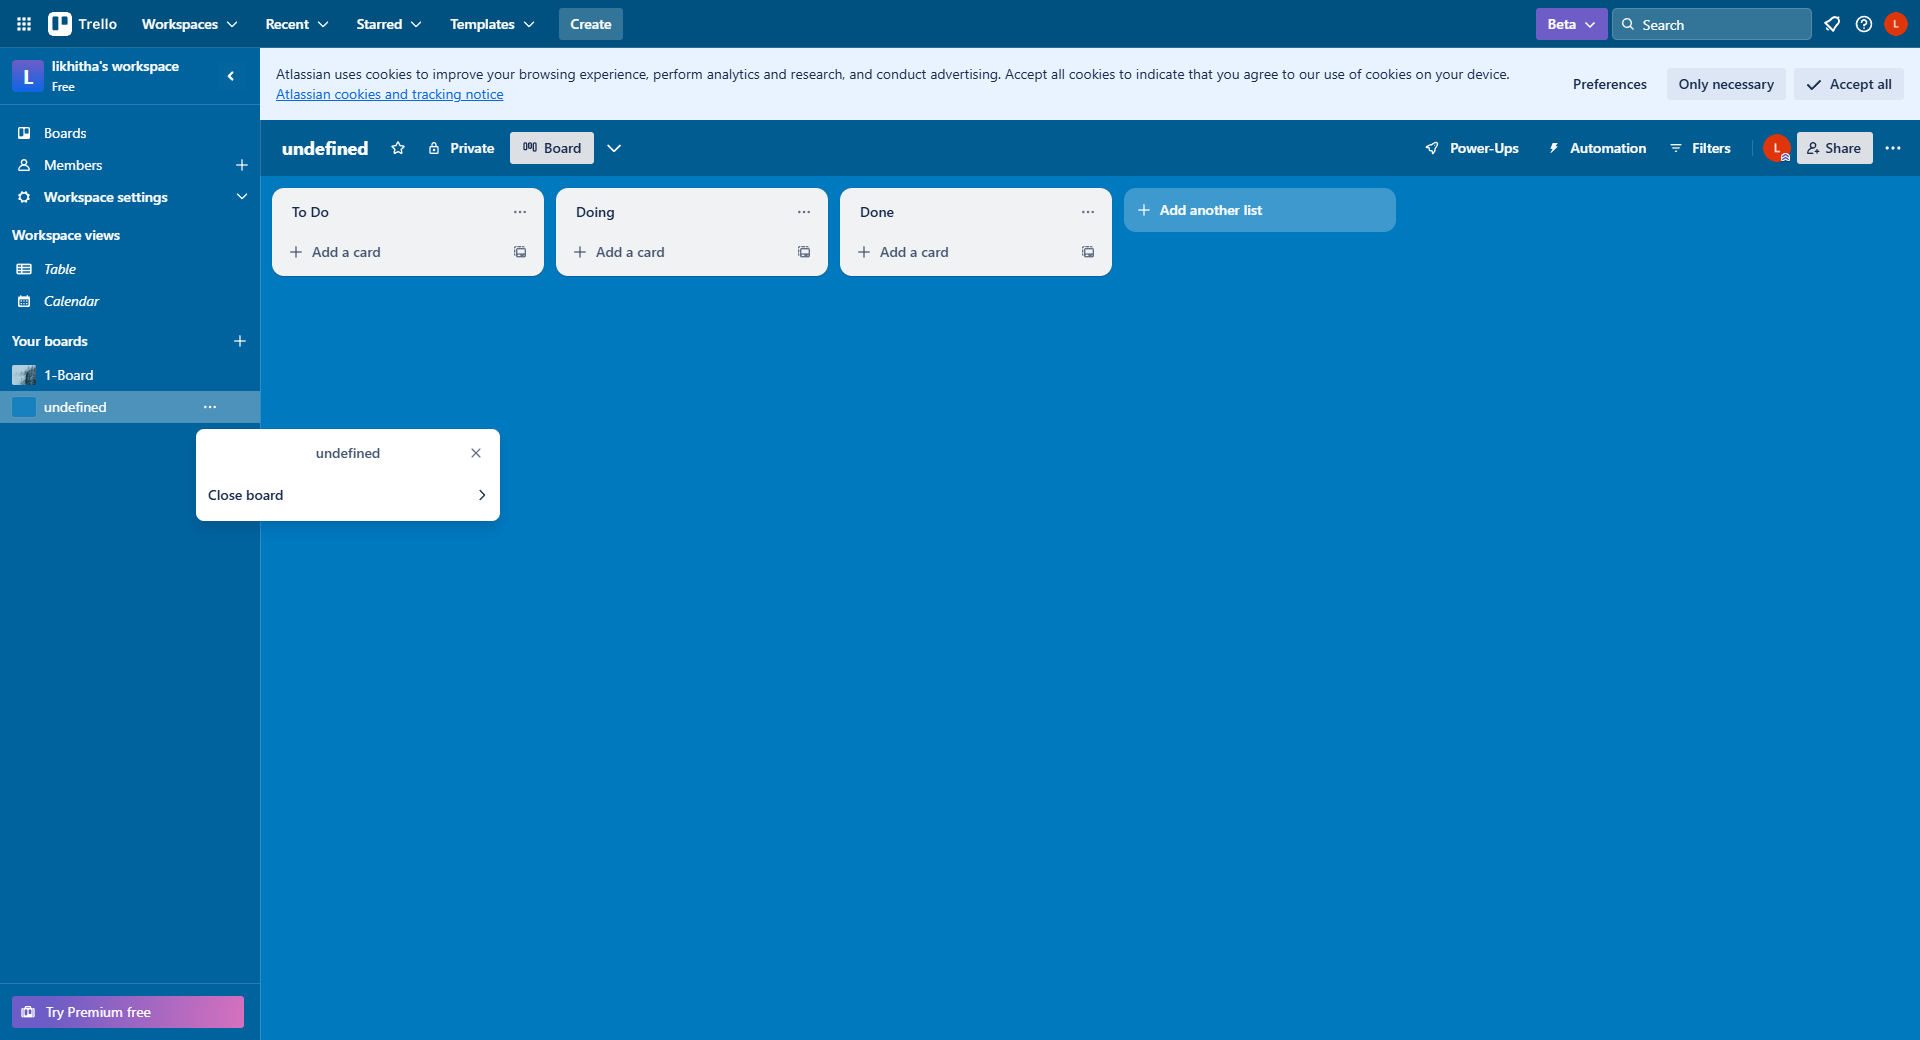 Trello
Workspaces
Recent
Starred
Templates
Create
Beta
Search
L
L
likhitha's workspace
Free
Atlassian uses cookies to improve your browsing experience, perform analytics and research, and conduct advertising. Accept all cookies to indicate that you agree to our use of cookies on your device.
Atlassian cookies and tracking notice
Preferences
Only necessary
Accept all
Boards
Members
Workspace settings
Workspace views
Table
Calendar
Your boards
1-Board
undefined
undefined
Private
Board
Power-Ups
Automation
Filters
L
Share
To Do
Add a card
Doing
Add a card
Done
Add a card
Add another list
undefined
Close board
Try Premium free